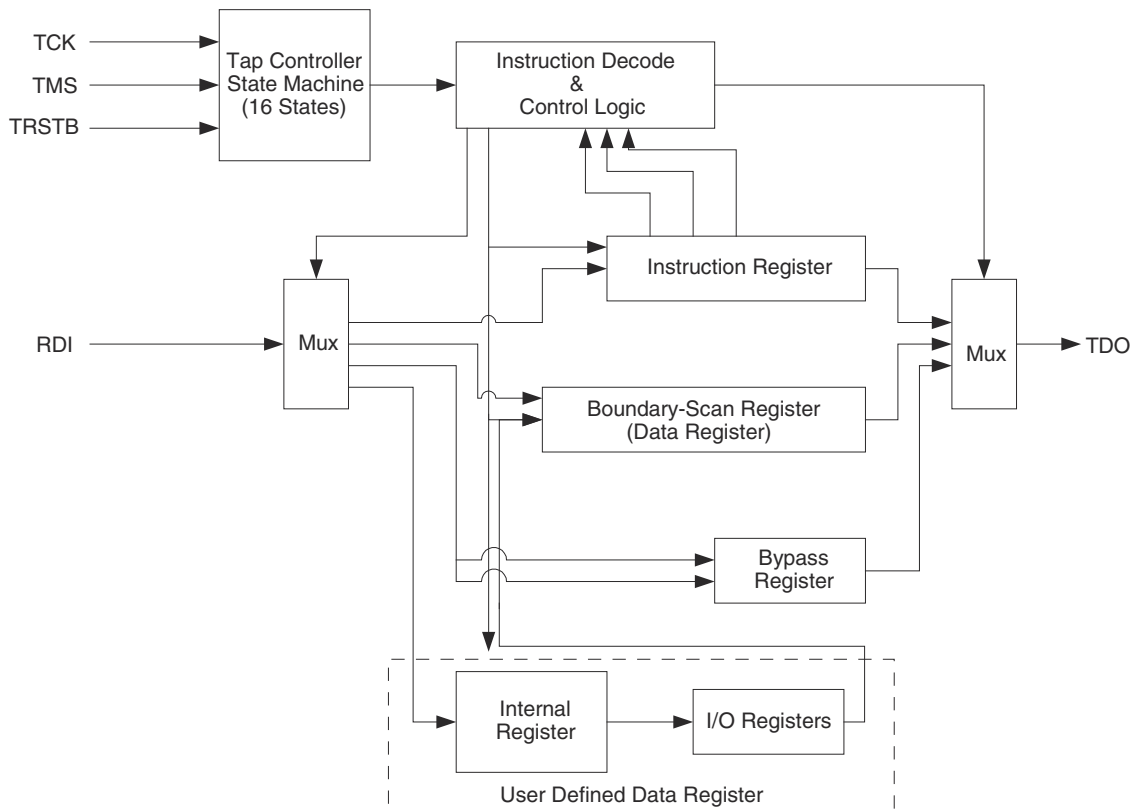 TCK
TMS
TRSTB
Tap Controller
State Machine
(16 States)
Instruction Decode
&
Control Logic
Instruction Register
RDI
Mux
Mux
TDO
Boundary-Scan Register
(Data Register)
Bypass
Register
Internal
Register
I/O Registers
User Defined Data Register